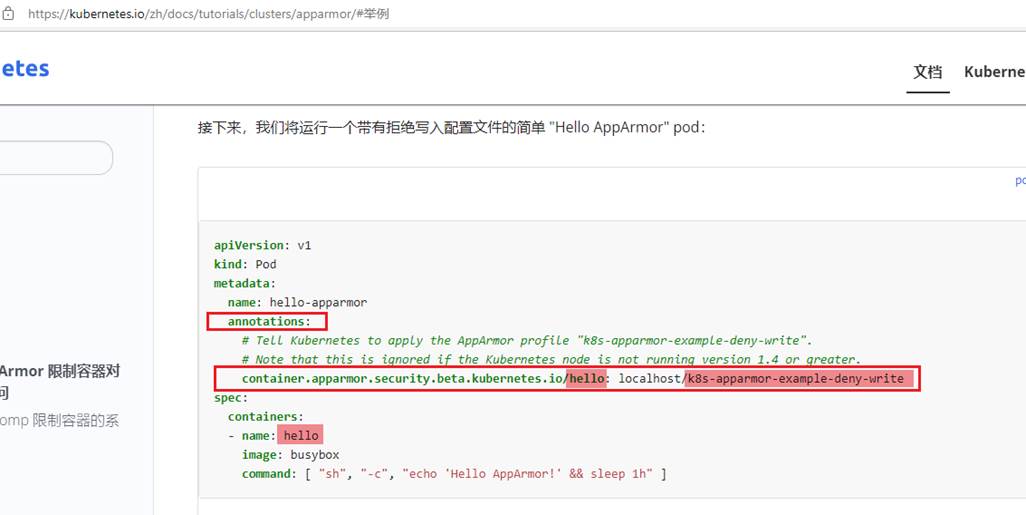 https://kubernetes.io/zh/docs/tutorials/clusters/apparmor/#举例
etes
文档 Kuberne
接下来，我们将运行一个带有拒绝写入配置文件的简单 "Hello AppArmor" pod：
po
apiVersion: v1
kind: Pod
metadata:
name: hello-apparmor
annotations:
# Tell Kubernetes to apply the AppArmor profile "k8s-apparmor-example-deny-write".
# Note that this is ignored if the Kubernetes node is not running version 1.4 or greater.
container.apparmor.security.beta.kubernetes.io/hello: localhost/k8s-apparmor-example-deny-write
spec:
containers:
- name: hello
image: busybox
command: [ "sh", "-c", "echo 'Hello AppArmor!' && sleep 1h" ]
Armor 限制容器对
问
omp 限制容器的系